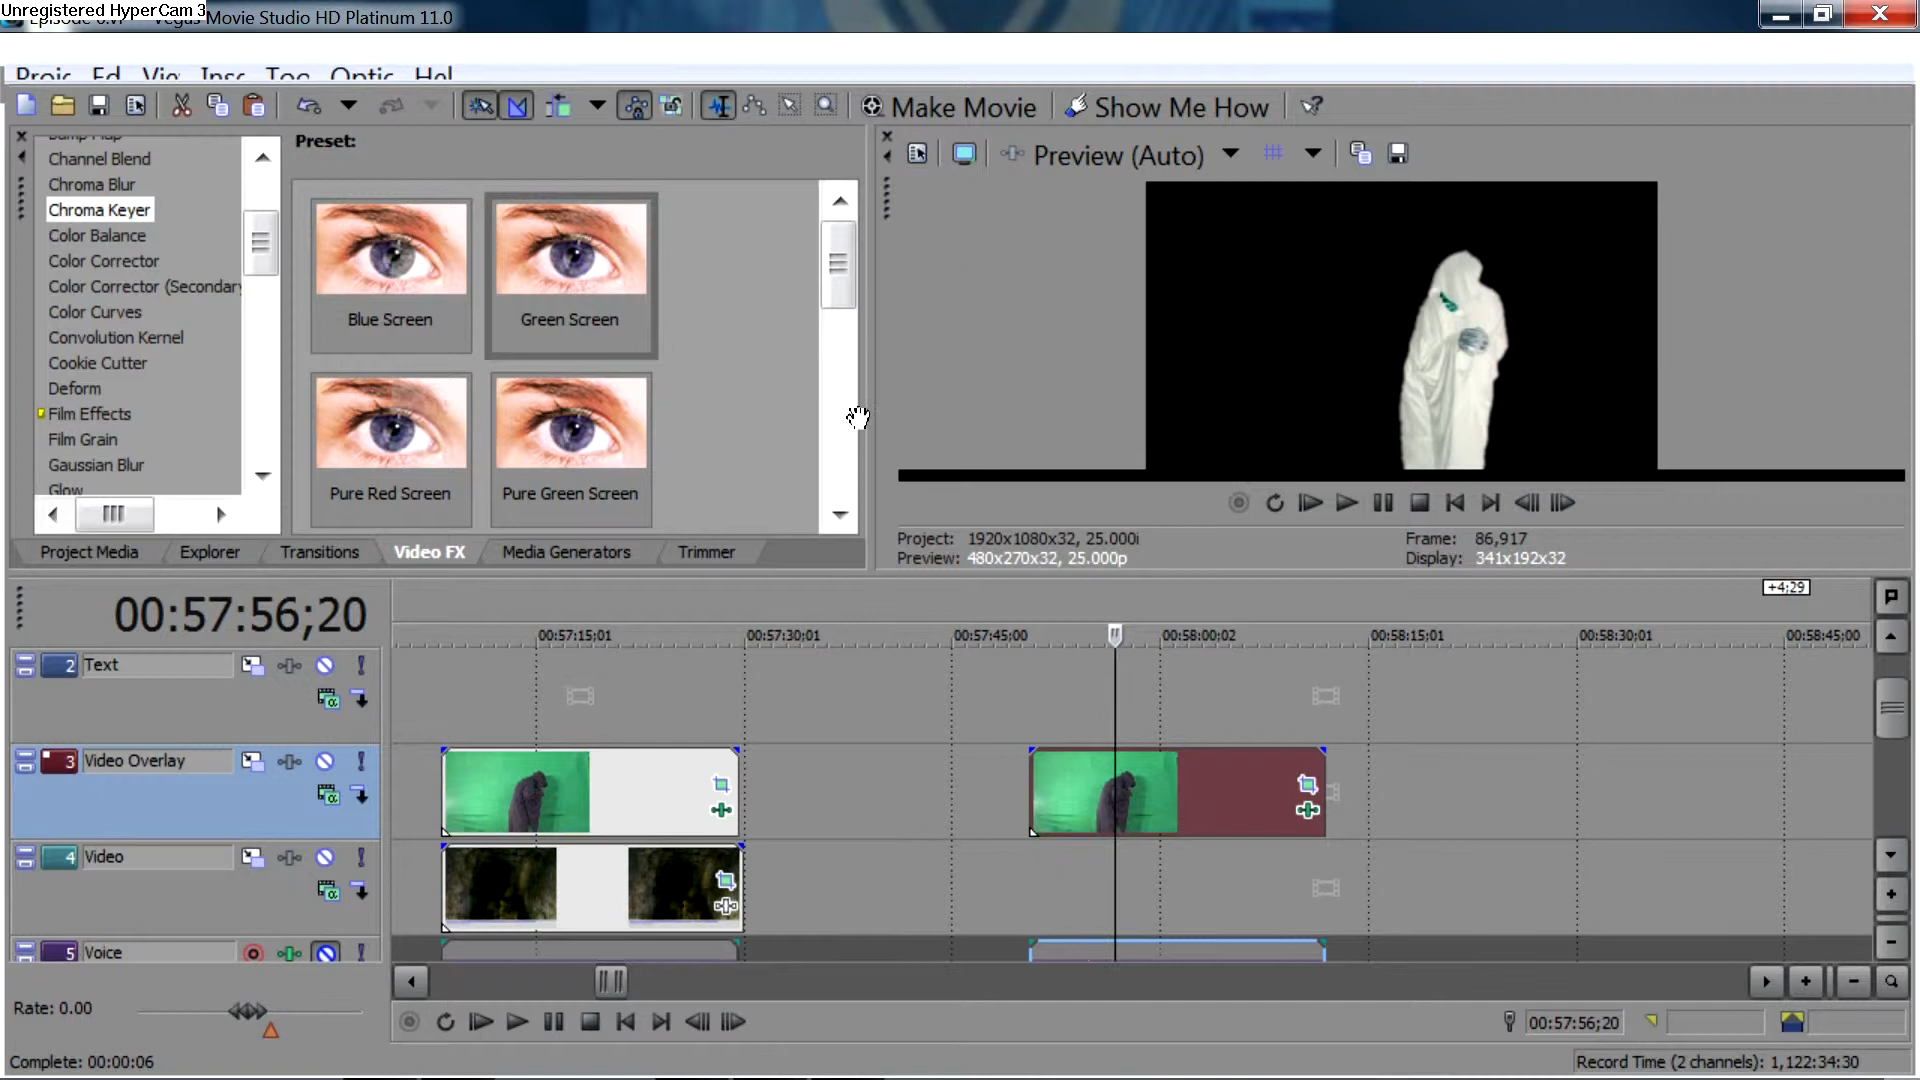 Unregistered HyperCam 3
Vegas Movie Studio HD Platinum 11.0
Make Movie
Show Me How
Channel Blend
Chroma Blur
Chroma Keyer
Color Balance
Color Corrector
Color Corrector (Secondary
Color Curves
Convolution Kernel
Cookie Cutter
Deform
Film Effects
Film Grain
Gaussian Blur
Glow
Preset:
Blue Screen
Green Screen
Pure Red Screen
Pure Green Screen
Preview (Auto)
Project Media
Explorer
Transitions
Video FX
Media Generators
Trimmer
Project: 1920x1080x32, 25.000i
Frame: 86,917
Preview: 480x270x32, 25.000p
Display: 341x192x32
+4;29
00:57:56;20
00:57:15;01
00:57:30;01
00:57:45;00
00:58:00;02
00:58:15;01
00:58:30;01
00:58:45;00
2 Text
3 Video Overlay
4 Video
5 Voice
Rate: 0.00
00:57:56;20
Complete: 00:00:06
Record Time (2 channels): 1,122:34:30